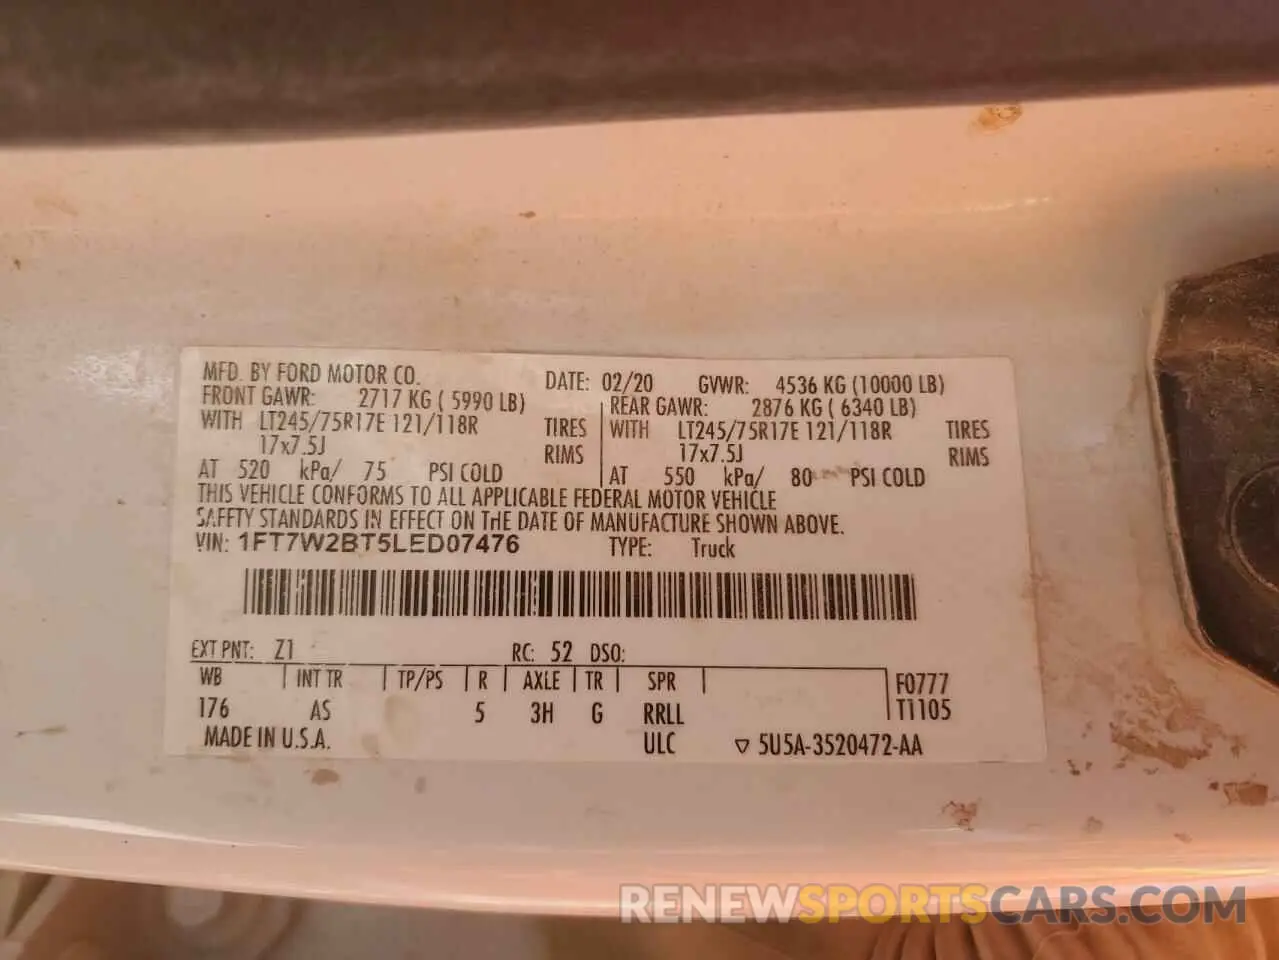 MFD. BY FORD MOTOR CO. DATE: 02/20 GVWR: 4536 KG (10000 LB)
FRONT GAWR: 2717 KG ( 5990 LB) REAR GAWR: 2876 KG ( 6340 LB)
WITH LT245/75R17E 121/118R TIRES WITH LT245/75R17E 121/118R TIRES
17x7.5J RIMS 17x7.5J RIMS
AT 520 kPa/ 75 PSI COLD AT 550 kPa/ 80 PSI COLD
THIS VEHICLE CONFORMS TO ALL APPLICABLE FEDERAL MOTOR VEHICLE
SAFETY STANDARDS IN EFFECT ON THE DATE OF MANUFACTURE SHOWN ABOVE.
VIN: 1FT7W2BT5LED07476 TYPE: Truck
EXT PNT: Z1 RC: 52 DSO:
WB INT TR TP/PS R AXLE TR SPR F0777
176 AS 5 3H G RRLL T1105
MADE IN U.S.A. ULC ▽ 5U5A-3520472-AA
RENEWSPORTSCARS.COM